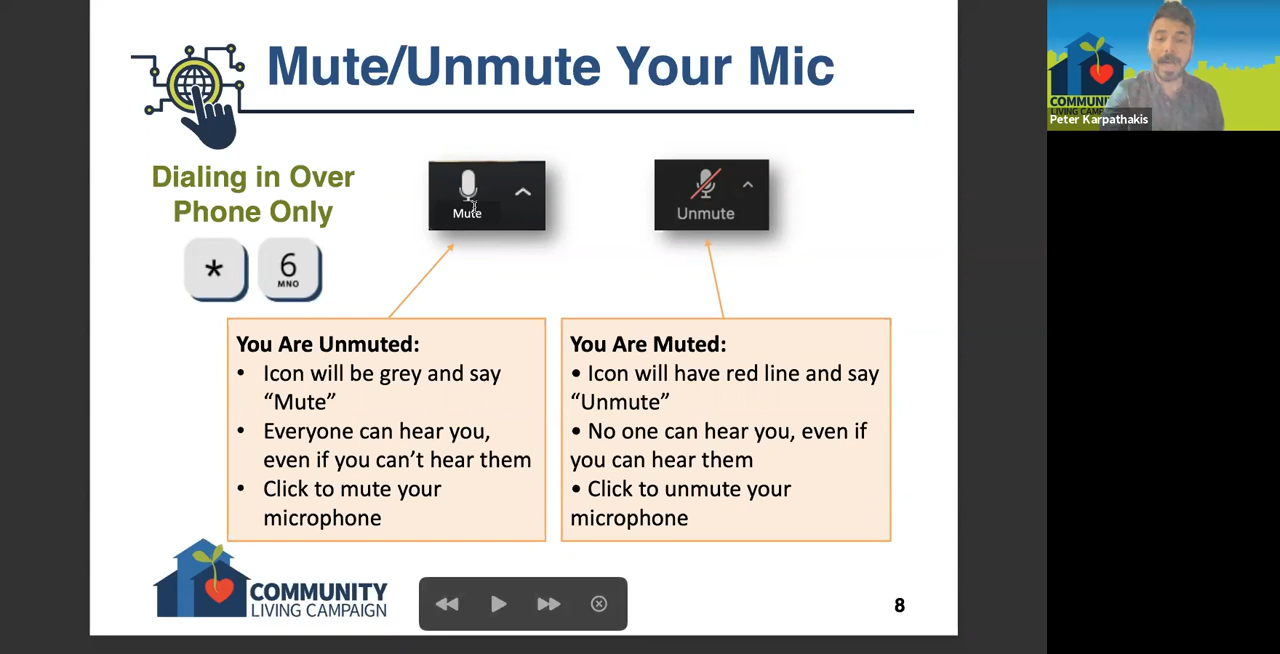 Mute/Unmute Your Mic
Dialing in Over
Phone Only
*
6
MNO
Mute
Unmute
You Are Unmuted:
• Icon will be grey and say
“Mute”
• Everyone can hear you,
even if you can’t hear them
• Click to mute your
microphone
You Are Muted:
• Icon will have red line and say
“Unmute”
• No one can hear you, even if
you can hear them
• Click to unmute your
microphone
COMMUNITY
LIVING CAMPAIGN
8
COMMUNI
LIVING CAMP
Peter Karpathakis